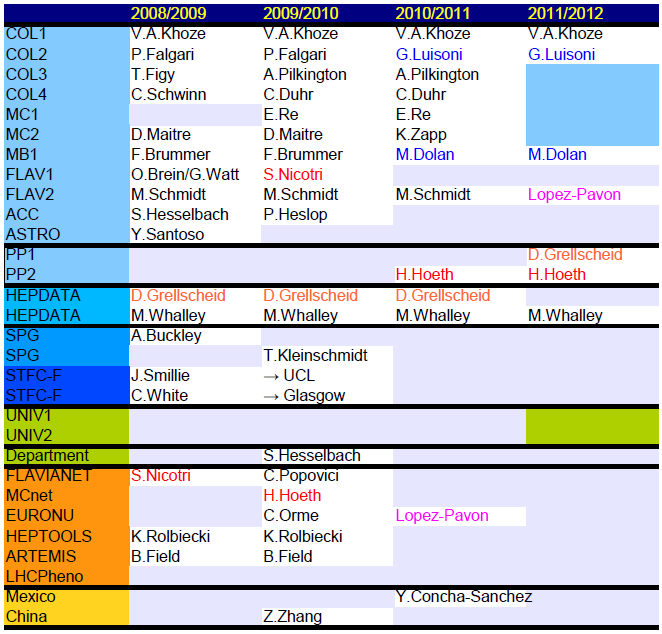 2008/2009 2009/2010 2010/2011 2011/2012
COL1 V.A.Khoze V.A.Khoze V.A.Khoze V.A.Khoze
COL2 P.Falgari P.Falgari G.Luisoni G.Luisoni
COL3 T.Figy A.Pilkington A.Pilkington
COL4 C.Schwinn C.Duhr C.Duhr
MC1 E.Re E.Re
MC2 D.Maitre D.Maitre K.Zapp
MB1 F.Brummer F.Brummer M.Dolan M.Dolan
FLAV1 O.Brein/G.Watt S.Nicotri
FLAV2 M.Schmidt M.Schmidt M.Schmidt Lopez-Pavon
ACC S.Hesselbach P.Heslop
ASTRO Y.Santoso
PP1 D.Grellscheid
PP2 H.Hoeth H.Hoeth
HEPDATA D.Grellscheid D.Grellscheid D.Grellscheid
HEPDATA M.Whalley M.Whalley M.Whalley M.Whalley
SPG A.Buckley
SPG T.Kleinschmidt
STFC-F J.Smillie → UCL
STFC-F C.White → Glasgow
UNIV1
UNIV2
Department S.Hesselbach
FLAVIANET S.Nicotri C.Popovici
MCnet H.Hoeth
EURONU C.Orme Lopez-Pavon
HEPTOOLS K.Rolbiecki K.Rolbiecki
ARTEMIS B.Field B.Field
LHCPheno
Mexico Y.Concha-Sanchez
China Z.Zhang